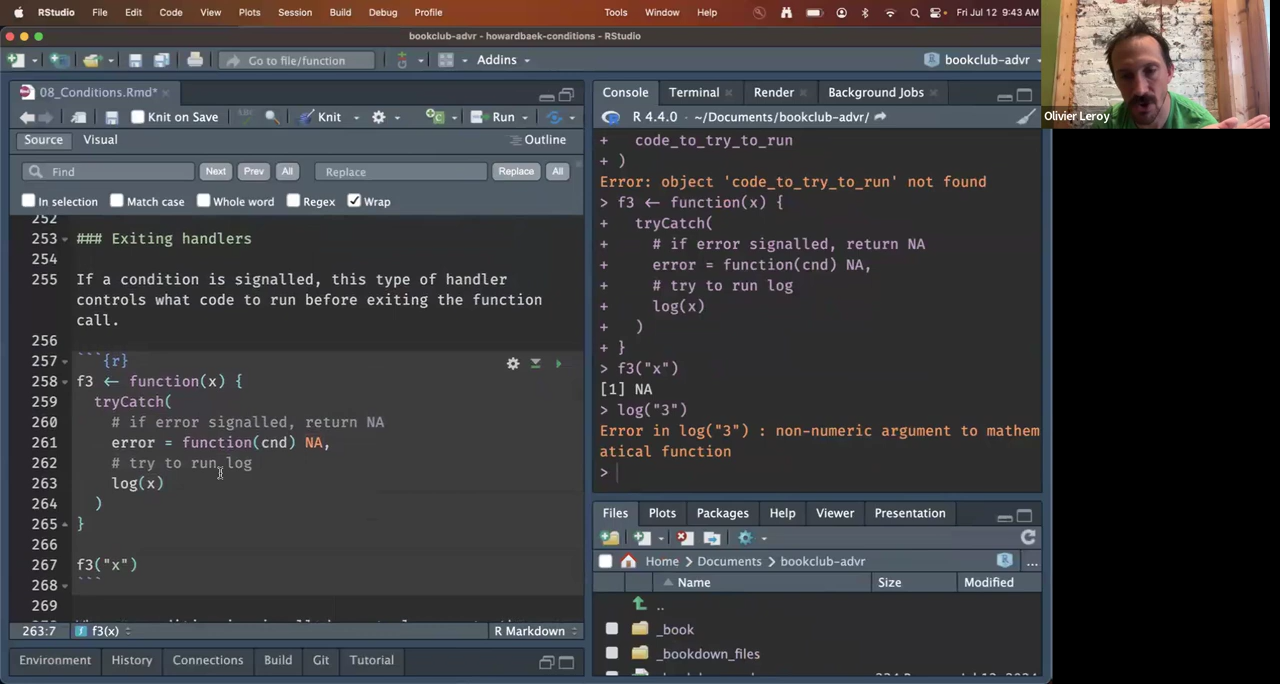 RStudio File Edit Code View Plots Session Build Debug Profile Tools Window Help Fri Jul 12 9:43 AM
bookclub-advr - howardbaek-conditions - RStudio
Go to file/function Addins bookclub-advr
08_Conditions.Rmd*
Knit on Save Knit Run
Source Visual Outline
Find Next Prev All Replace Replace All
In selection Match case Whole word Regex Wrap
252
253 ### Exiting handlers
254
255 If a condition is signalled, this type of handler
controls what code to run before exiting the function
call.
256
257 ```{r}
258 f3 <- function(x) {
259 tryCatch(
260 # if error signalled, return NA
261 error = function(cnd) NA,
262 # try to run log
263 log(x)
264 )
265 }
266
267 f3("x")
268 ```
269
263:7 f3(x) R Markdown
Environment History Connections Build Git Tutorial
Console Terminal Render Background Jobs
R 4.4.0 · ~/Documents/bookclub-advr/
+ code_to_try_to_run
+ )
Error: object 'code_to_try_to_run' not found
> f3 <- function(x) {
+ tryCatch(
+ # if error signalled, return NA
+ error = function(cnd) NA,
+ # try to run log
+ log(x)
+ )
+ }
> f3("x")
[1] NA
> log("3")
Error in log("3") : non-numeric argument to mathem
atical function
>
Files Plots Packages Help Viewer Presentation
Home > Documents > bookclub-advr ...
Name Size Modified
..
_book
_bookdown_files
Olivier Leroy